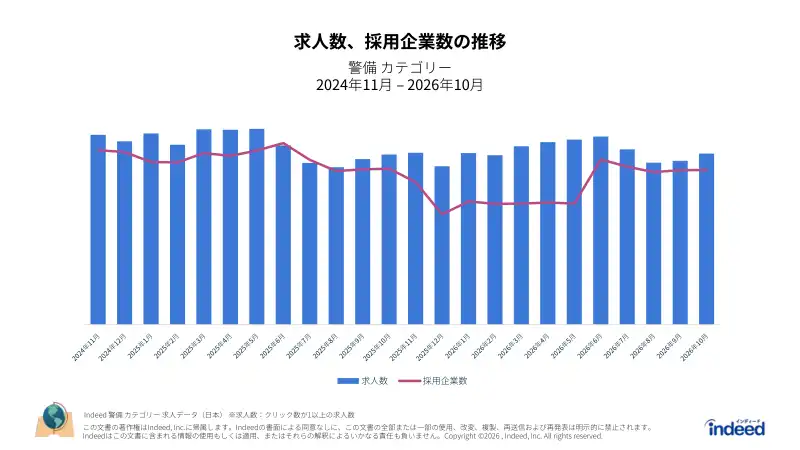 求人数、採用企業数の推移
警備 カテゴリー
2024年11月 – 2026年10月
2024年11月
2024年12月
2025年1月
2025年2月
2025年3月
2025年4月
2025年5月
2025年6月
2025年7月
2025年8月
2025年9月
2025年10月
2025年11月
2025年12月
2026年1月
2026年2月
2026年3月
2026年4月
2026年5月
2026年6月
2026年7月
2026年8月
2026年9月
2026年10月
求人数
採用企業数
Indeed 警備 カテゴリー 求人データ（日本） ※求人数：クリック数が1以上の求人数
この文書の著作権はIndeed, Inc.に帰属します。Indeedの書面による同意なしに、この文書の全部または一部の使用、改変、複製、再送信および再発表は明示的に禁止されます。
Indeedはこの文書に含まれる情報の使用もしくは適用、またはそれらの解釈によるいかなる責任も負いません。Copyright ©2026 , Indeed, Inc. All rights reserved.
インディード
indeed